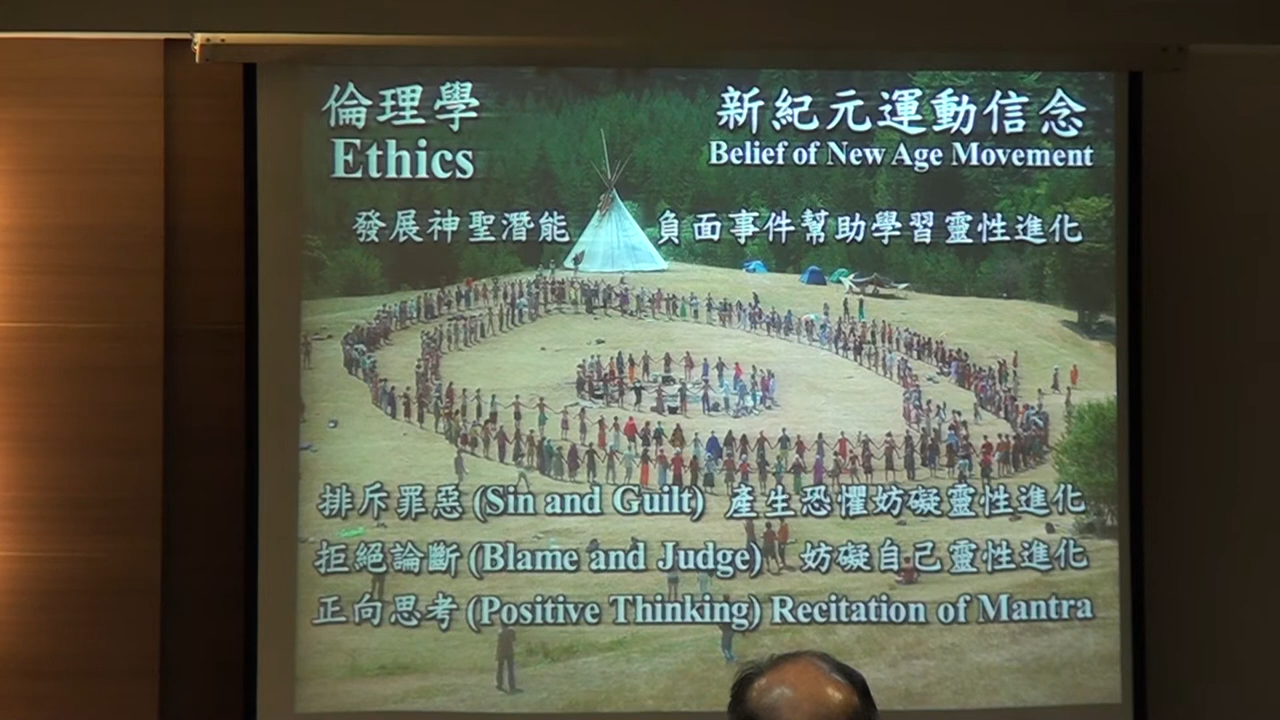 倫理學 新紀元運動信念
Ethics Belief of New Age Movement
發展神聖潛能 負面事件幫助學習靈性進化
排斥罪惡 (Sin and Guilt) 產生恐懼妨礙靈性進化
拒絕論斷 (Blame and Judge) 妨礙自己靈性進化
正向思考 (Positive Thinking) Recitation of Mantra